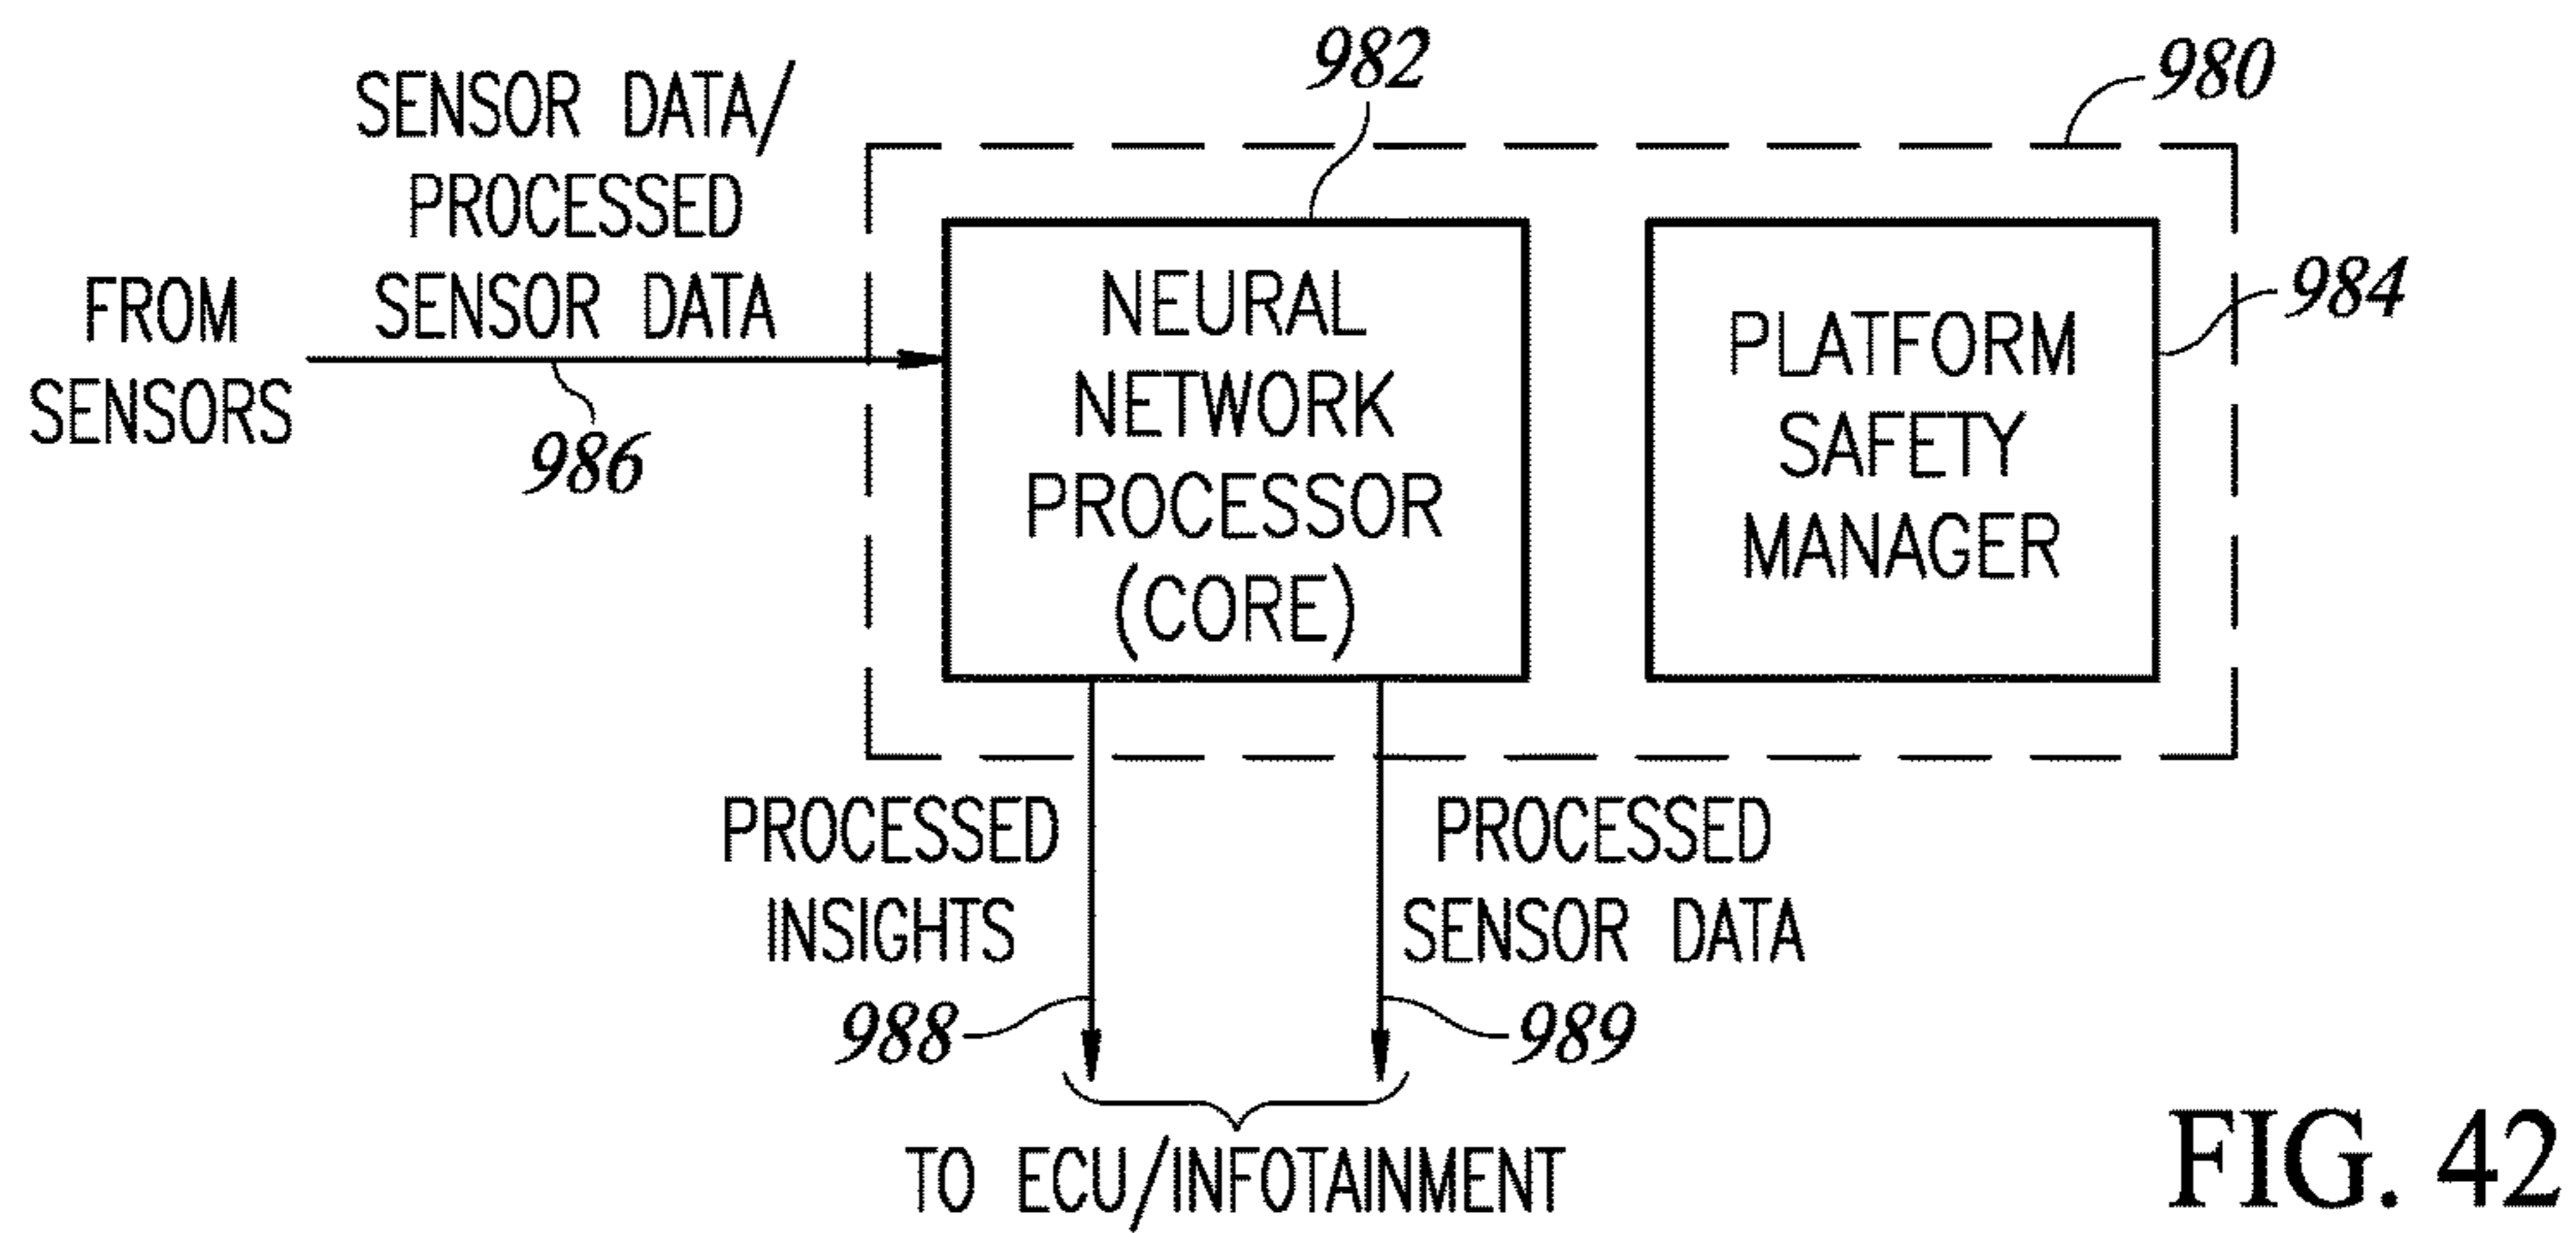 982
980
SENSOR DATA/
PROCESSED
SENSOR DATA
FROM
SENSORS
986
NEURAL
NETWORK
PROCESSOR
(CORE)
PLATFORM
SAFETY
MANAGER
984
PROCESSED
INSIGHTS
988
PROCESSED
SENSOR DATA
989
TO ECU/INFOTAINMENT
FIG. 42